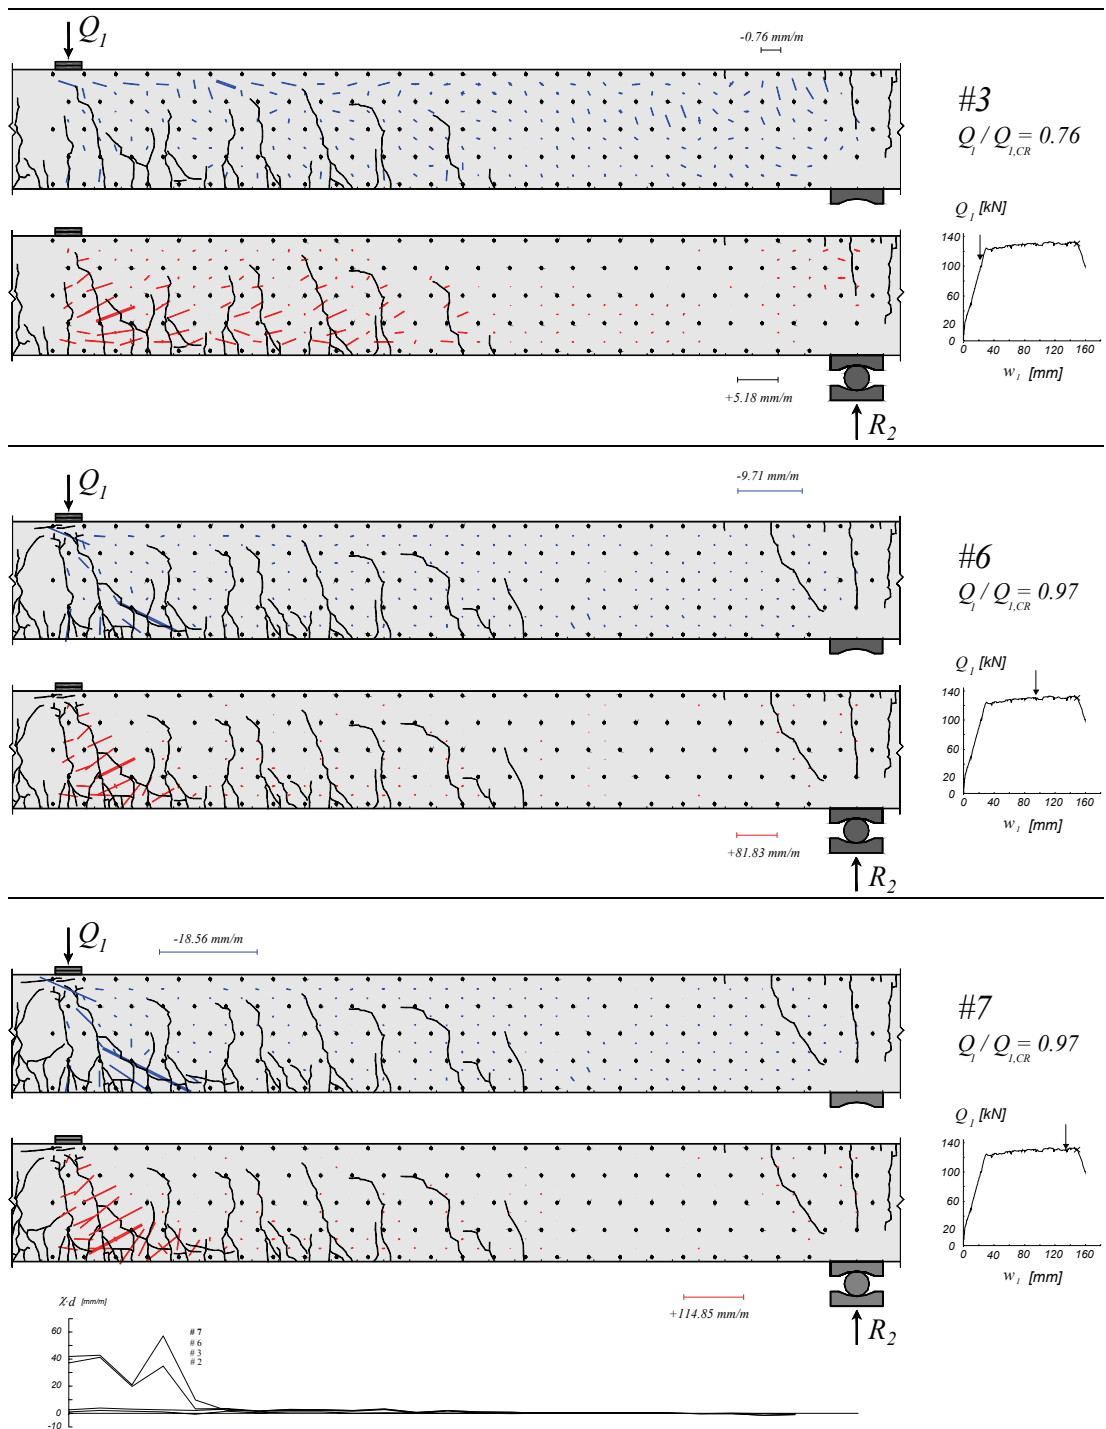 Q1
-0.76 mm/m
#3
Q1 / Q1,CR = 0.76
Q1 [kN]
140
100
60
20
0
0 40 80 120 160
w1 [mm]
+5.18 mm/m
R2
Q1
-9.71 mm/m
#6
Q1 / Q1,CR = 0.97
Q1 [kN]
140
100
60
20
0
0 40 80 120 160
w1 [mm]
+81.83 mm/m
R2
Q1
-18.56 mm/m
#7
Q1 / Q1,CR = 0.97
Q1 [kN]
140
100
60
20
0
0 40 80 120 160
w1 [mm]
+114.85 mm/m
R2
χ·d [mm/m]
60
40
20
0
-10
# 7
# 6
# 3
# 2